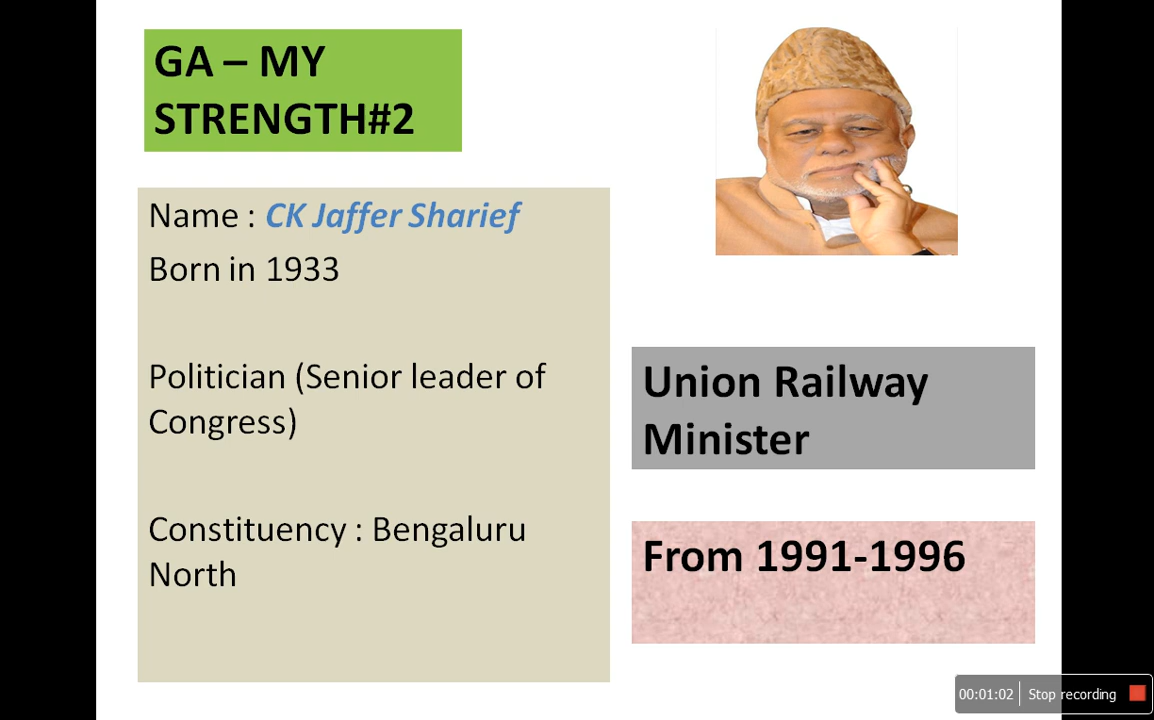 GA – MY
STRENGTH#2
Name : CK Jaffer Sharief
Born in 1933
Politician (Senior leader of
Congress)
Constituency : Bengaluru
North
Union Railway
Minister
From 1991-1996
00:01:02 Stop recording